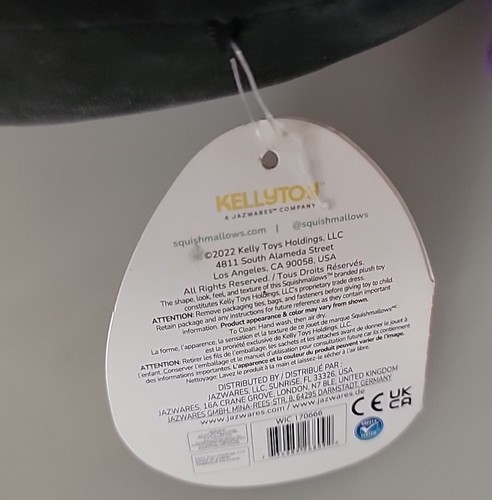 KELLYTOY
A JAZWARES™ COMPANY
squishmallows.com | @squishmallows
©2022 Kelly Toys Holdings, LLC
4811 South Alameda Street
Los Angeles, CA 90058, USA
All Rights Reserved. / Tous Droits Réservés.
The shape, look, feel, and texture of this Squishmallows™ branded plush toy
constitutes Kelly Toys Holdings, LLC's proprietary trade dress.
ATTENTION: Remove packaging ties, bags, and fasteners before giving toy to child.
Retain package and any instructions for future reference as they contain important
information. Product appearance & color may vary from shown.
To Clean: Hand wash, then air dry.
La forme, l'apparence, la sensation et la texture de ce jouet de marque Squishmallows™
est la propriété exclusive de Kelly Toys Holdings, LLC.
ATTENTION: Retirer les fils de l'emballage, les sachets et les attaches avant de donner le jouet à
l'enfant. Conserver l'emballage et le manuel d'utilisation pour consultation future car ils contiennent
des informations importantes. L'apparence et la couleur du produit peuvent varier de l'image.
Nettoyage: Lavez le produit à la main et laissez-le sécher à l'air libre.
DISTRIBUTED BY / DISTRIBUÉ PAR:
JAZWARES, LLC, SUNRISE, FL 33326, USA
JAZWARES, 16A CRANE GROVE, LONDON, N7 8LE, UNITED KINGDOM
JAZWARES GMBH, MINA-REES-STR. 8, 64295 DARMSTADT, GERMANY
www.jazwares.com / www.jazwares.de
CE UK
CA
WIC 170666